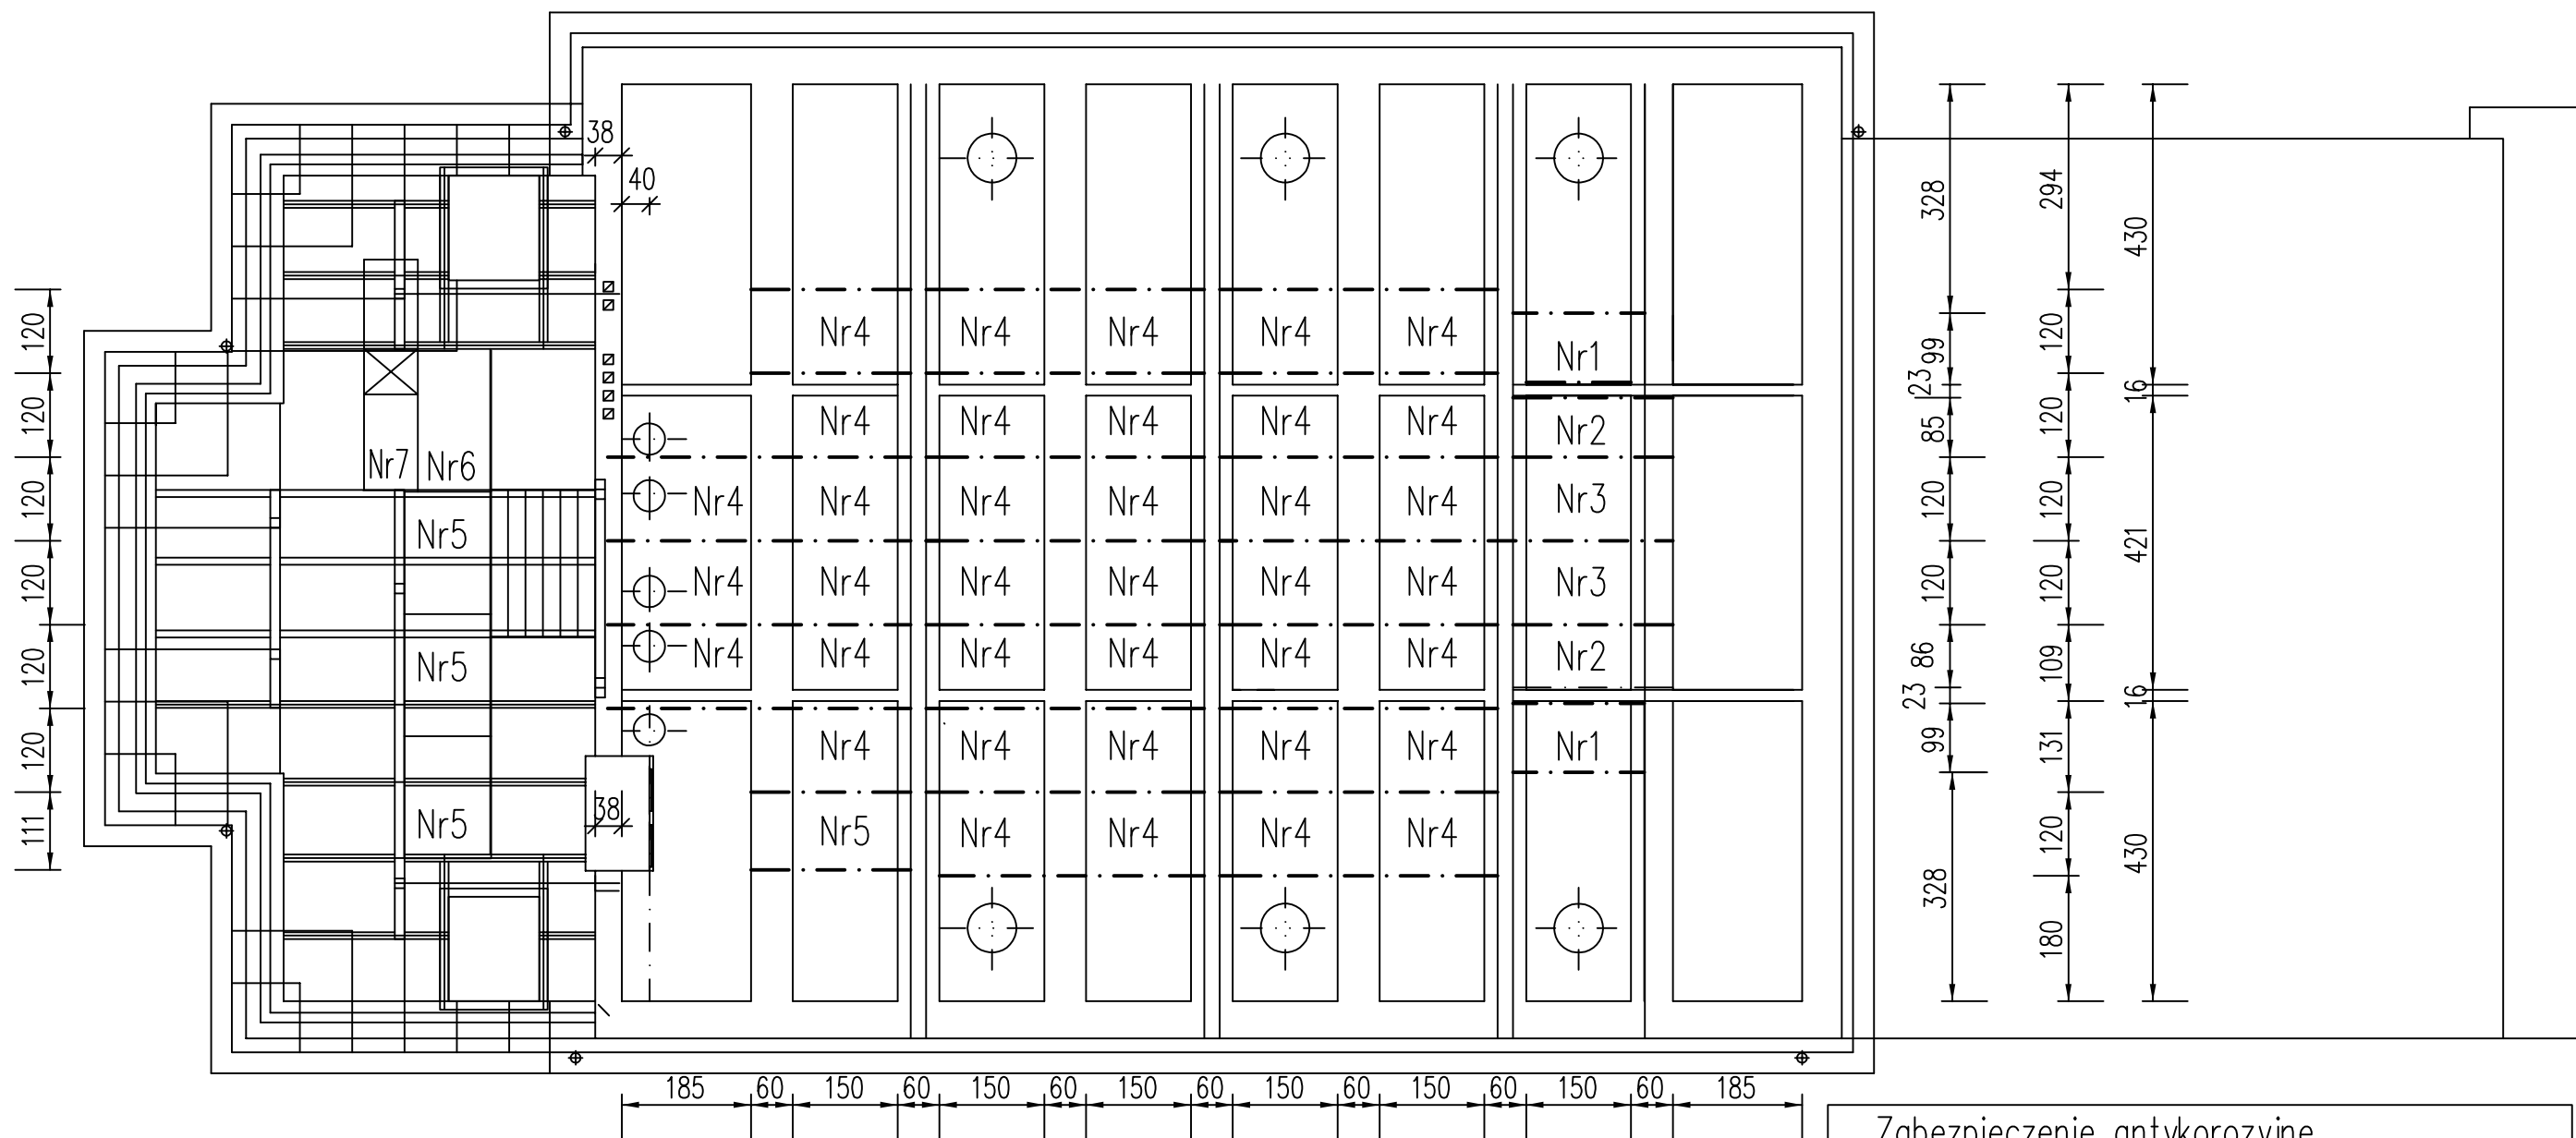 38
40
328
294
430
120
Nr4 Nr4 Nr4 Nr4 Nr4
Nr1
99
120
23
16
120
Nr4 Nr4 Nr4 Nr4 Nr4
Nr2
85
120
Nr7 Nr6
120
Nr4 Nr4 Nr4 Nr4 Nr4 Nr4
Nr3
120
120
Nr5
421
120
Nr4 Nr4 Nr4 Nr4 Nr4 Nr4
Nr3
120
120
120
Nr5
Nr4 Nr4 Nr4 Nr4 Nr4 Nr4
Nr2
86
109
23
16
120
Nr4 Nr4 Nr4 Nr4 Nr4
Nr1
99
131
111
Nr5
38
Nr5 Nr4 Nr4 Nr4 Nr4
120
430
328
180
185 60 150 60 150 60 150 60 150 60 150 60 150 60 185
Zabezpieczenie antykorozyjne